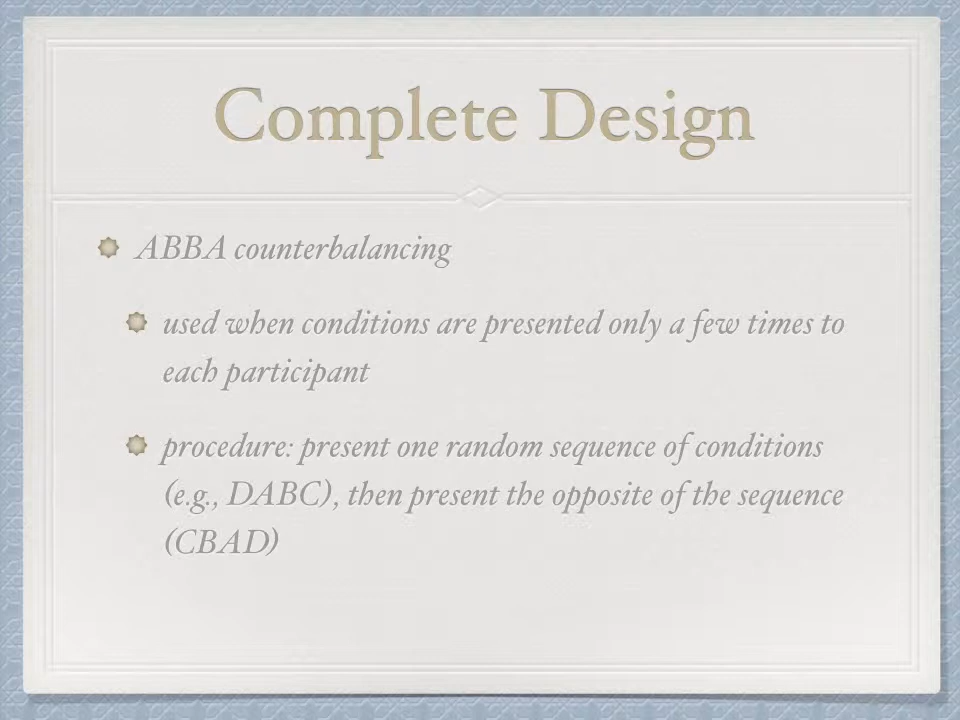 Complete Design
ABBA counterbalancing
used when conditions are presented only a few times to
each participant
procedure: present one random sequence of conditions
(e.g., DABC), then present the opposite of the sequence
(CBAD)